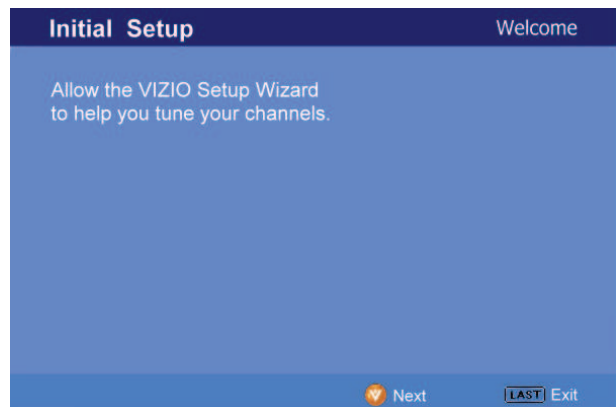 Initial Setup
Welcome
Allow the VIZIO Setup Wizard
to help you tune your channels.
Next
LAST Exit